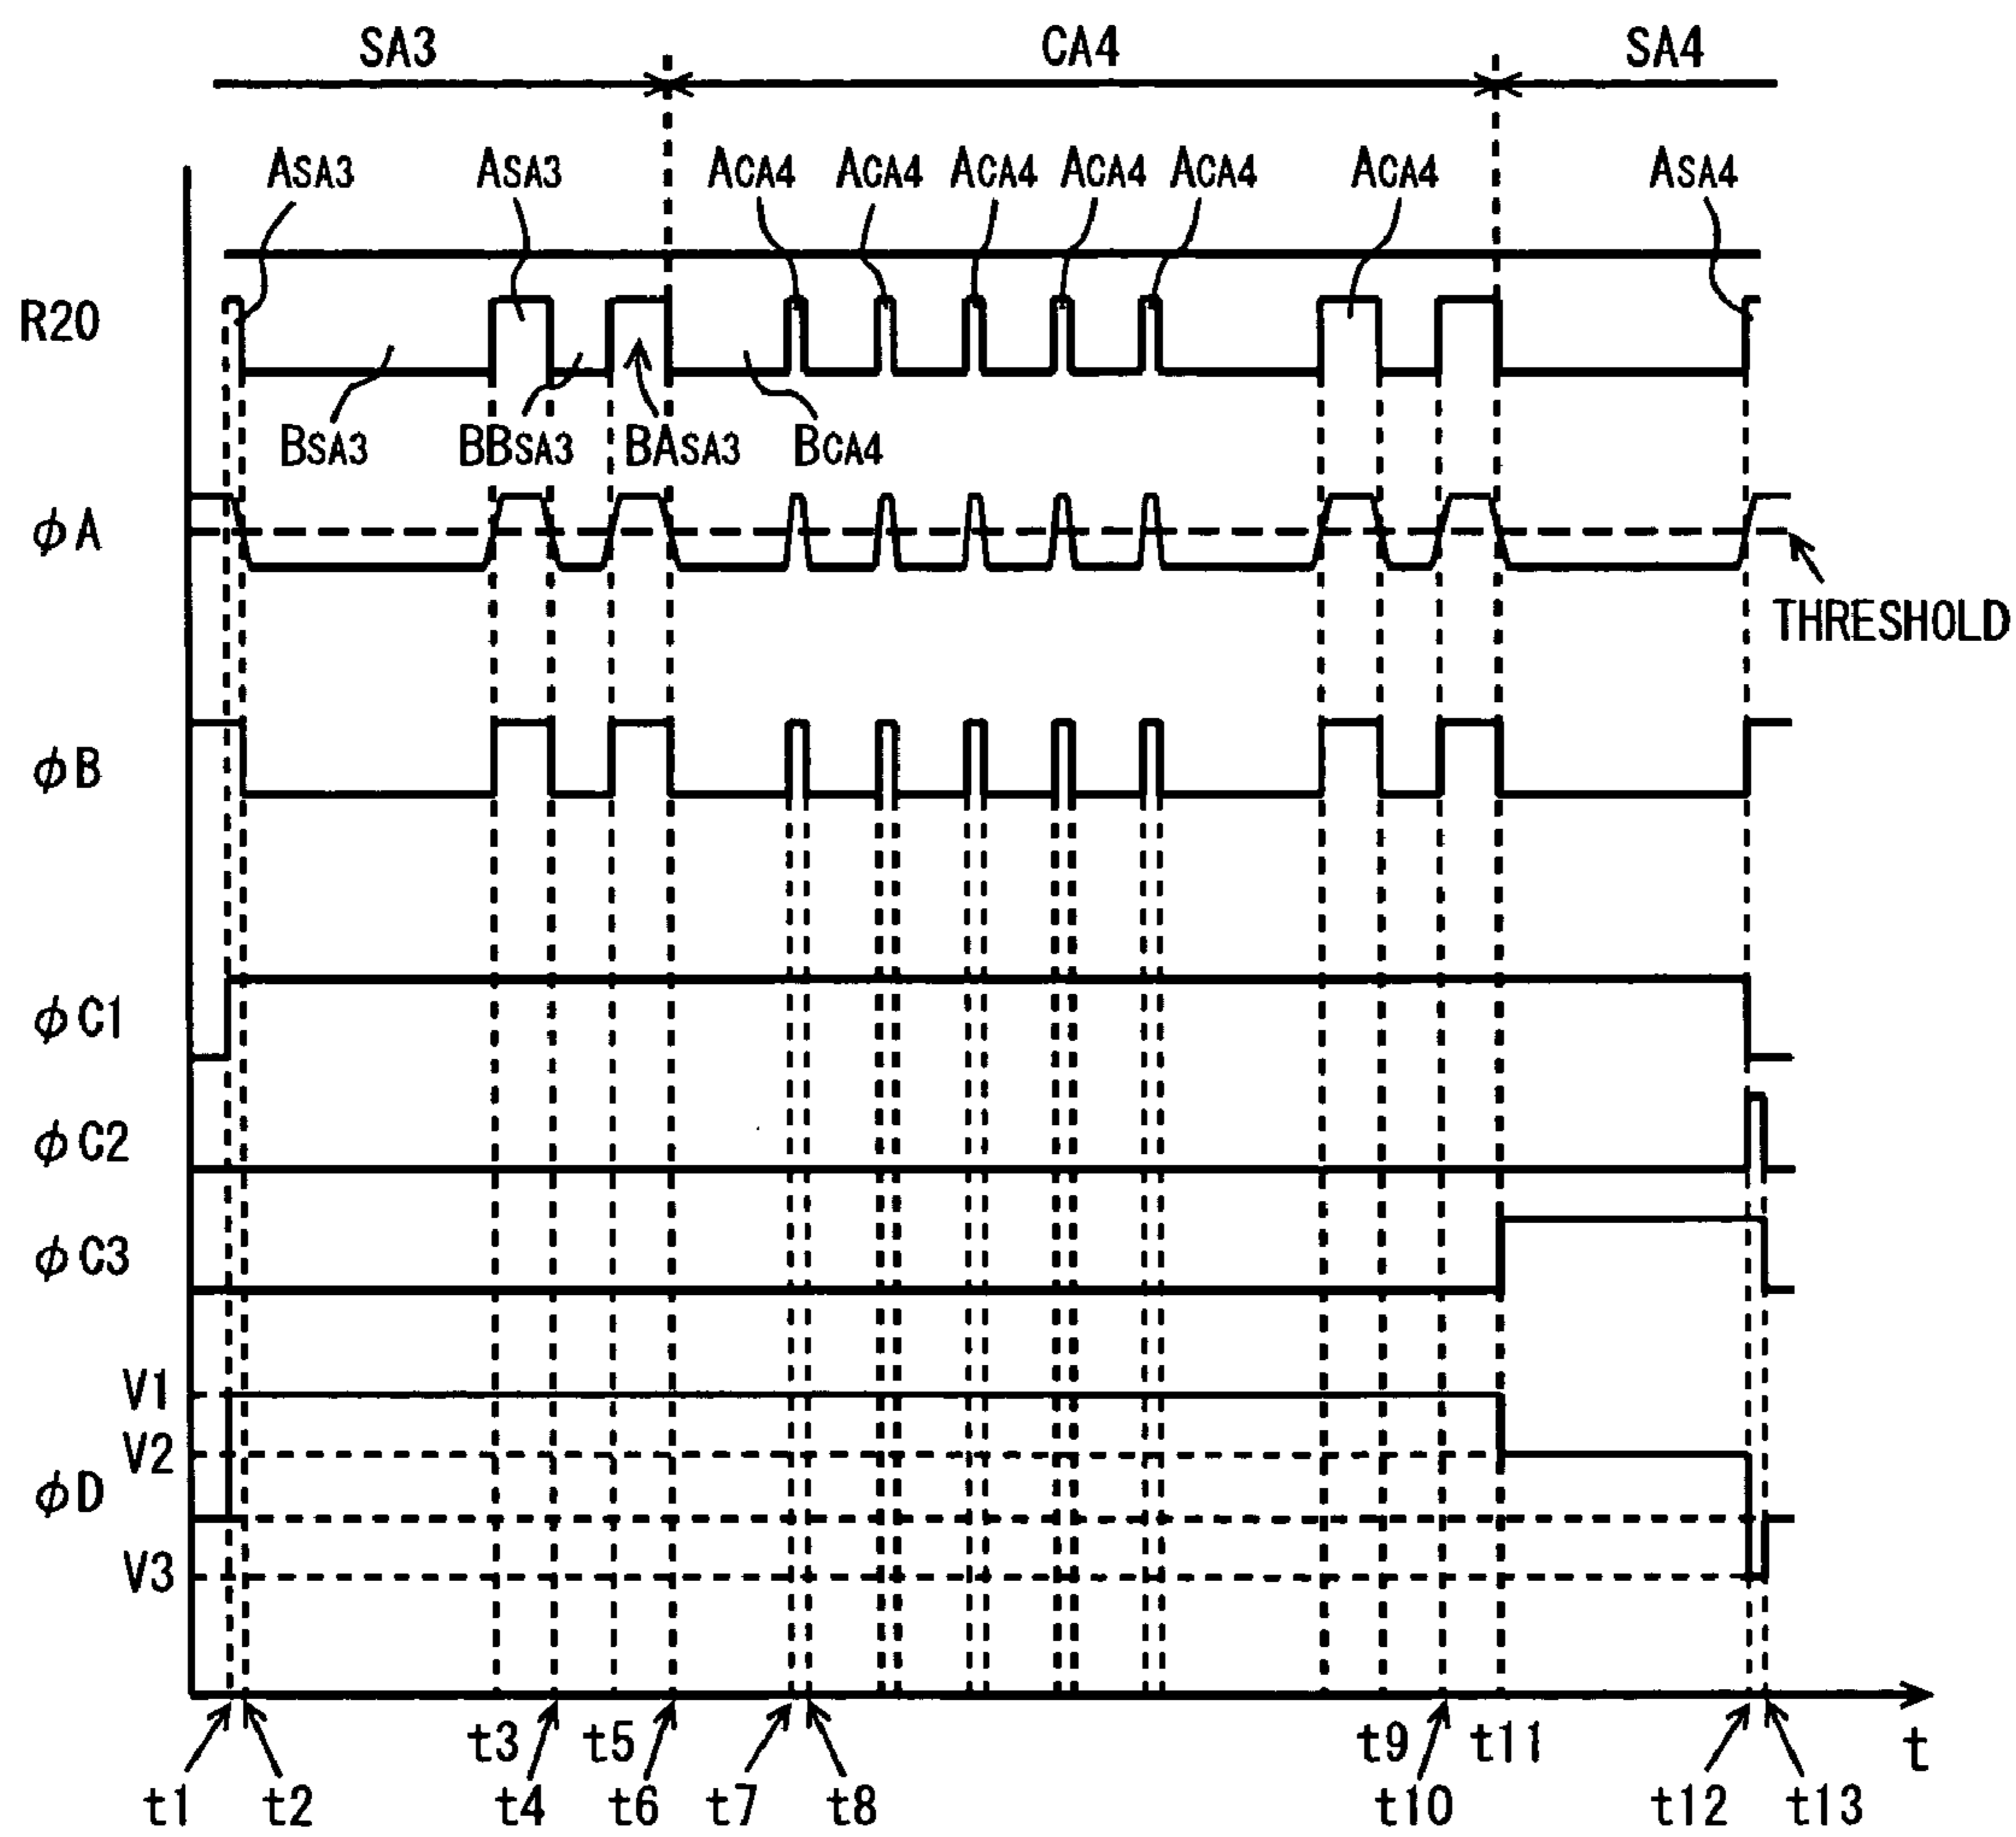 SA3 CA4 SA4
ASA3 ASA3 ACA4 ACA4 ACA4 ACA4 ACA4 ACA4 ASA4
R20
BSA3 BBSA3 BASA3 BCA4
φA
THRESHOLD
φB
φC1
φC2
φC3
V1
V2
φD
V3
t3 t5 t9 t11 t
t1 t2 t4 t6 t7 t8 t10 t12 t13